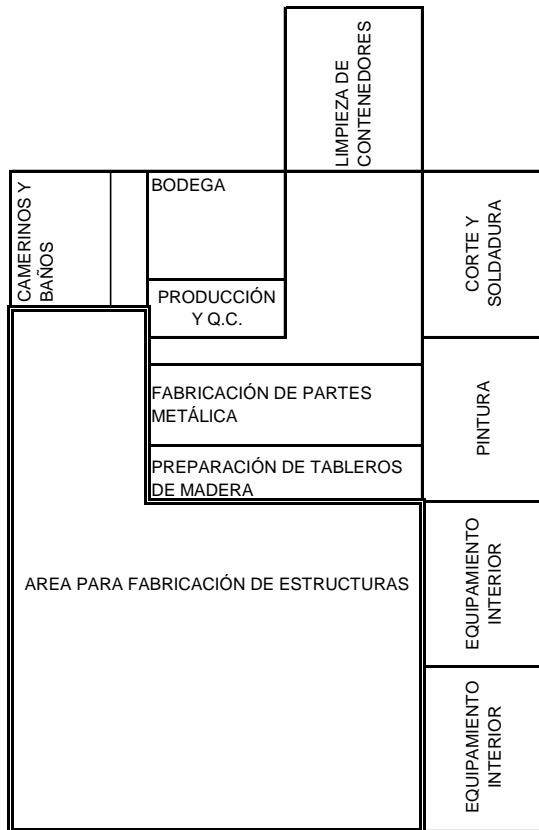 LIMPIEZA DE
CONTENEDORES
CAMERINOS Y
BAÑOS
BODEGA
CORTE Y
SOLDADURA
PRODUCCIÓN
Y Q.C.
FABRICACIÓN DE PARTES
METÁLICA
PINTURA
PREPARACIÓN DE TABLEROS
DE MADERA
AREA PARA FABRICACIÓN DE ESTRUCTURAS
EQUIPAMIENTO
INTERIOR
EQUIPAMIENTO
INTERIOR